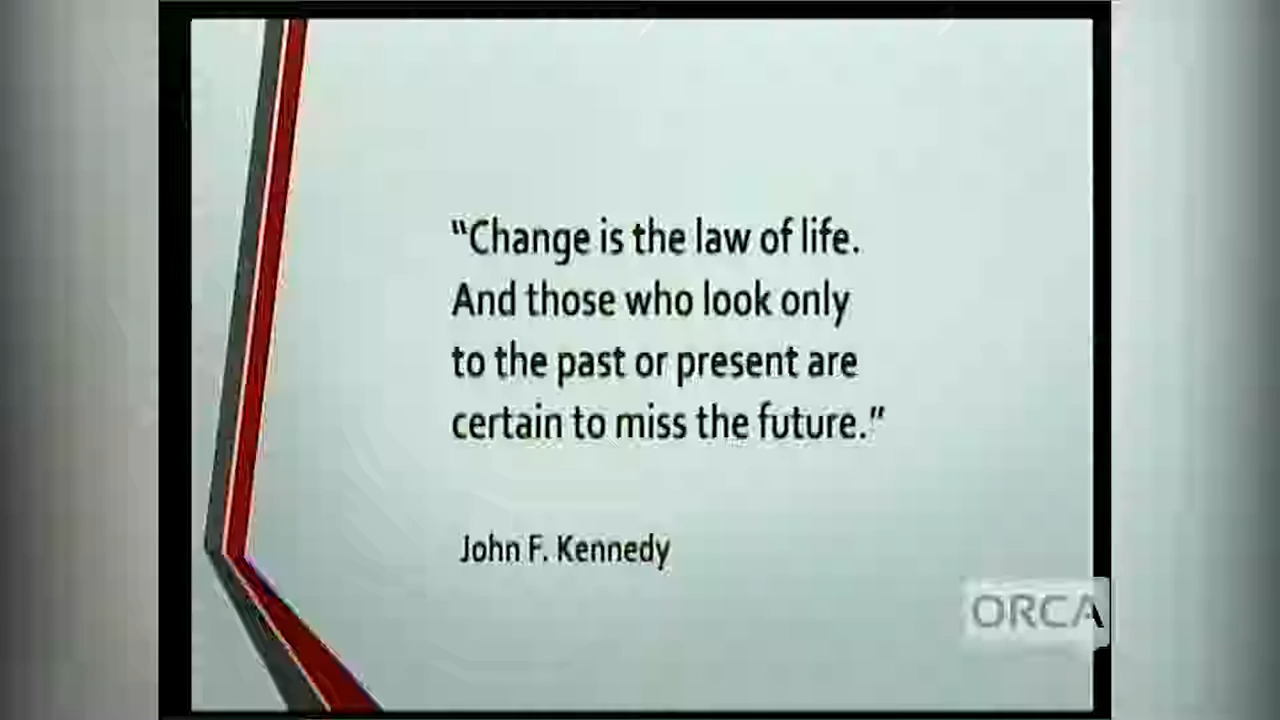 “Change is the law of life.
And those who look only
to the past or present are
certain to miss the future.”
John F. Kennedy
ORCA